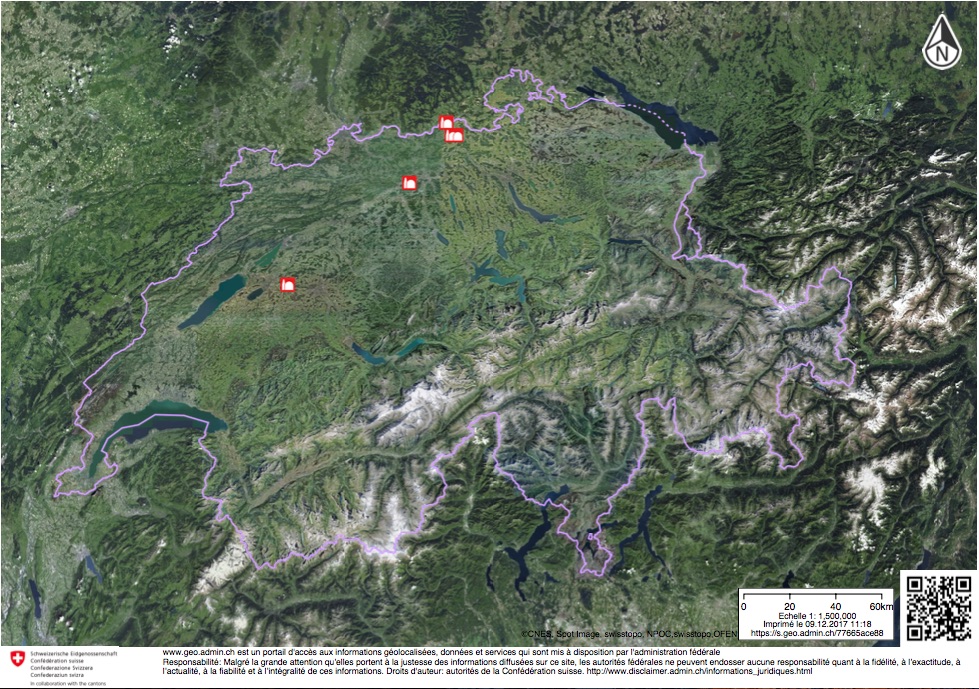 N
0 20 40 60km
Echelle 1: 1,500,000
Imprimé le 09.12.2017 11:18
https://s.geo.admin.ch/77665ace88
©CNES, Spot Image, swisstopo, NPOC,swisstopo,OFEN
Schweizerische Eidgenossenschaft
Confédération suisse
Confederazione Svizzera
Confederaziun svizra
In collaboration with the cantons
www.geo.admin.ch est un portail d'accès aux informations géolocalisées, données et services qui sont mis à disposition par l'administration fédérale
Responsabilité: Malgré la grande attention qu'elles portent à la justesse des informations diffusées sur ce site, les autorités fédérales ne peuvent endosser aucune responsabilité quant à la fidélité, à l'exactitude, à
l'actualité, à la fiabilité et à l'intégralité de ces informations. Droits d'auteur: autorités de la Confédération suisse. http://www.disclaimer.admin.ch/informations_juridiques.html